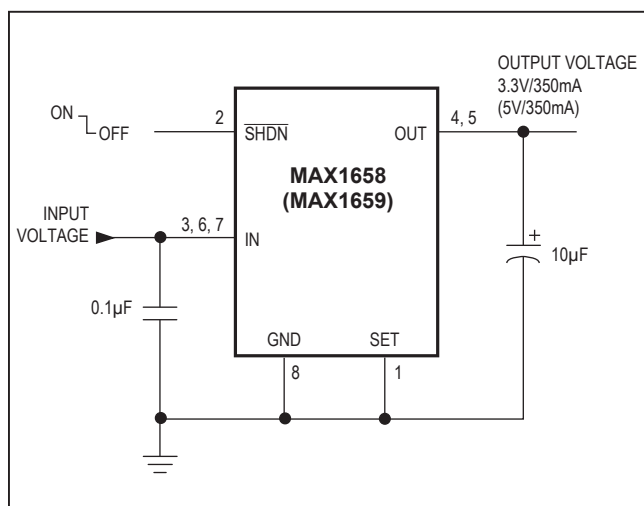 OUTPUT VOLTAGE
3.3V/350mA
(5V/350mA)
ON
OFF
2
SHDN
OUT
4, 5
MAX1658
(MAX1659)
INPUT
VOLTAGE
3, 6, 7
IN
+
10µF
0.1µF
GND
SET
8
1